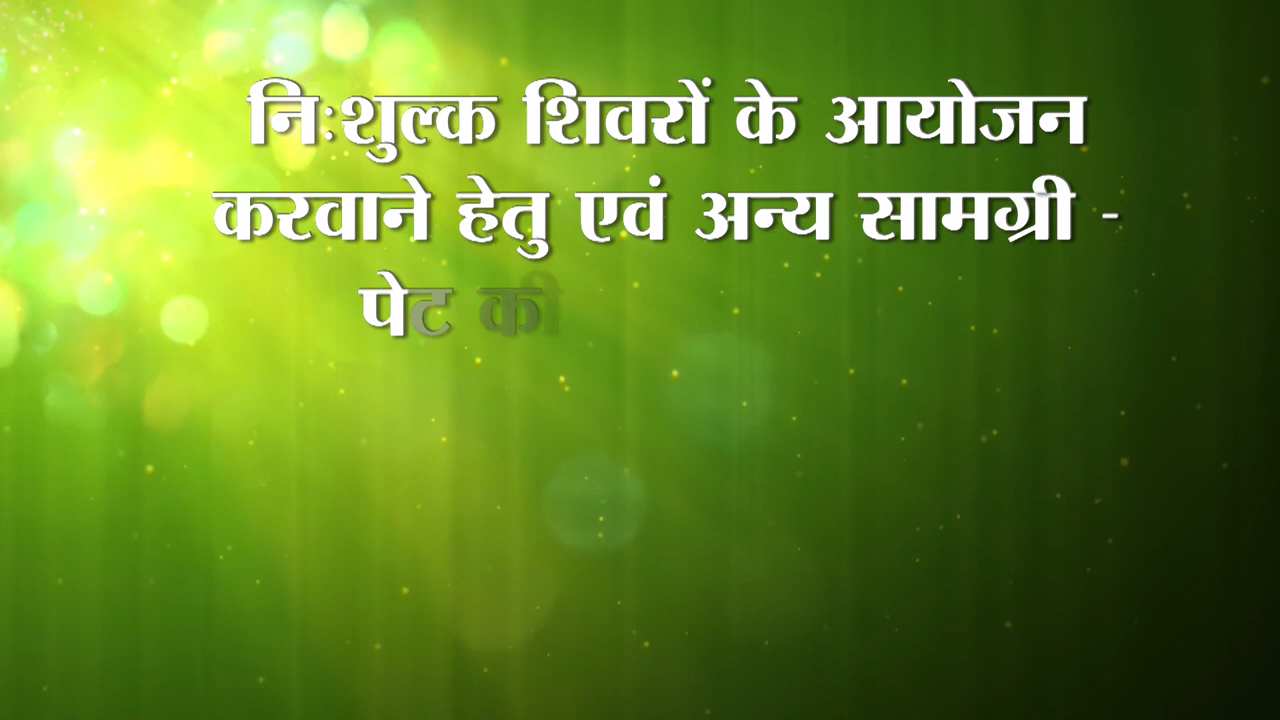 निःशुल्क शिवरों के आयोजन
करवाने हेतु एवं अन्य सामग्री -
पेट की